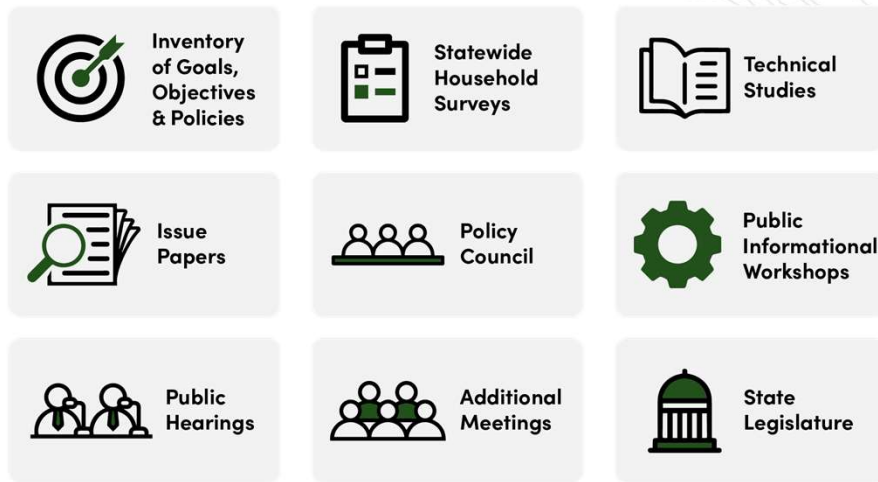 Inventory
of Goals,
Objectives
& Policies
Statewide
Household
Surveys
Technical
Studies
Issue
Papers
Policy
Council
Public
Informational
Workshops
Public
Hearings
Additional
Meetings
State
Legislature